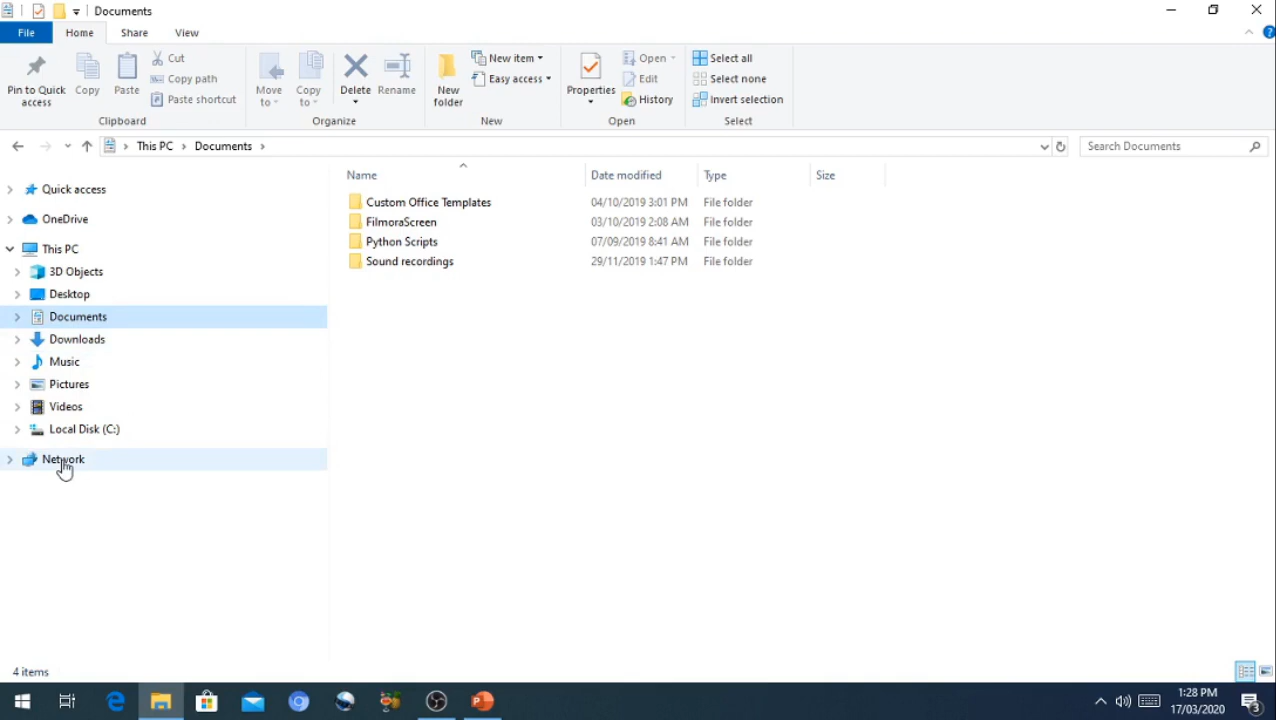 Documents
File Home Share View
Pin to Quick access
Copy
Paste
Cut
Copy path
Paste shortcut
Clipboard
Move to
Copy to
Delete
Rename
Organize
New folder
New item
Easy access
New
Properties
Open
Edit
History
Open
Select all
Select none
Invert selection
Select
This PC Documents
Search Documents
Quick access
OneDrive
This PC
3D Objects
Desktop
Documents
Downloads
Music
Pictures
Videos
Local Disk (C:)
Network
Name Date modified Type Size
Custom Office Templates 04/10/2019 3:01 PM File folder
FilmoraScreen 03/10/2019 2:08 AM File folder
Python Scripts 07/09/2019 8:41 AM File folder
Sound recordings 29/11/2019 1:47 PM File folder
4 items
1:28 PM
17/03/2020
3